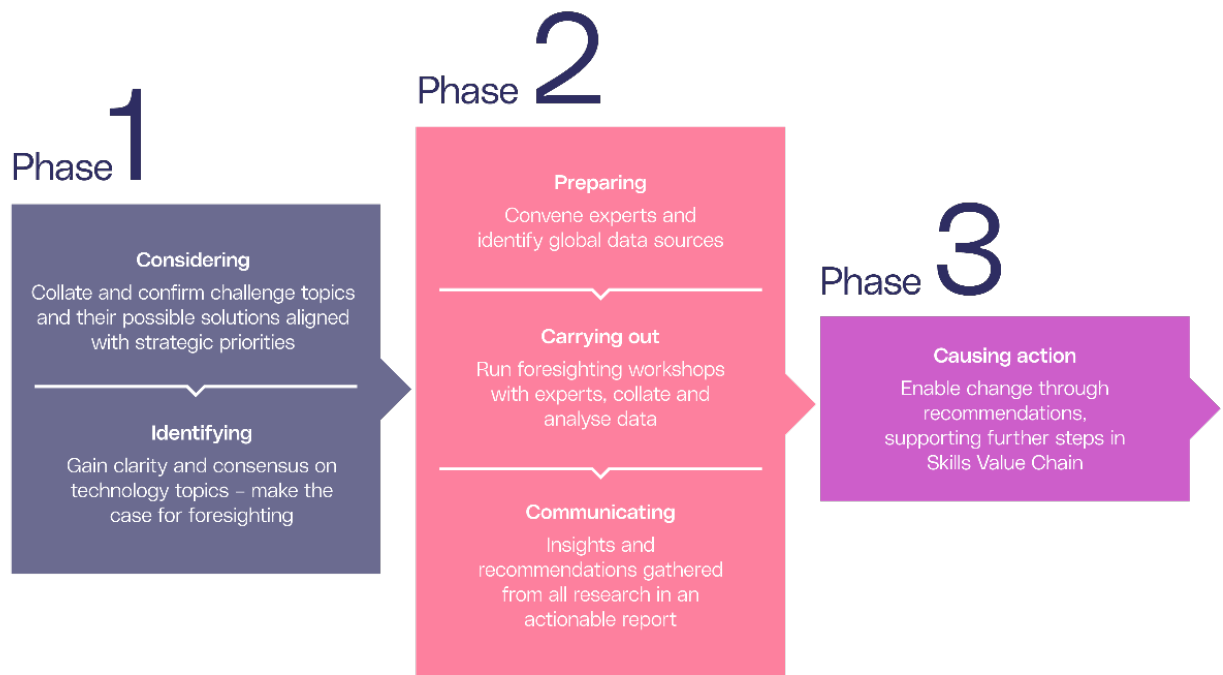 Phase 1
Considering
Collate and confirm challenge topics
and their possible solutions aligned
with strategic priorities
Identifying
Gain clarity and consensus on
technology topics – make the
case for foresighting
Phase 2
Preparing
Convene experts and
identify global data sources
Carrying out
Run foresighting workshops
with experts, collate and
analyse data
Communicating
Insights and
recommendations gathered
from all research in an
actionable report
Phase 3
Causing action
Enable change through
recommendations,
supporting further steps in
Skills Value Chain